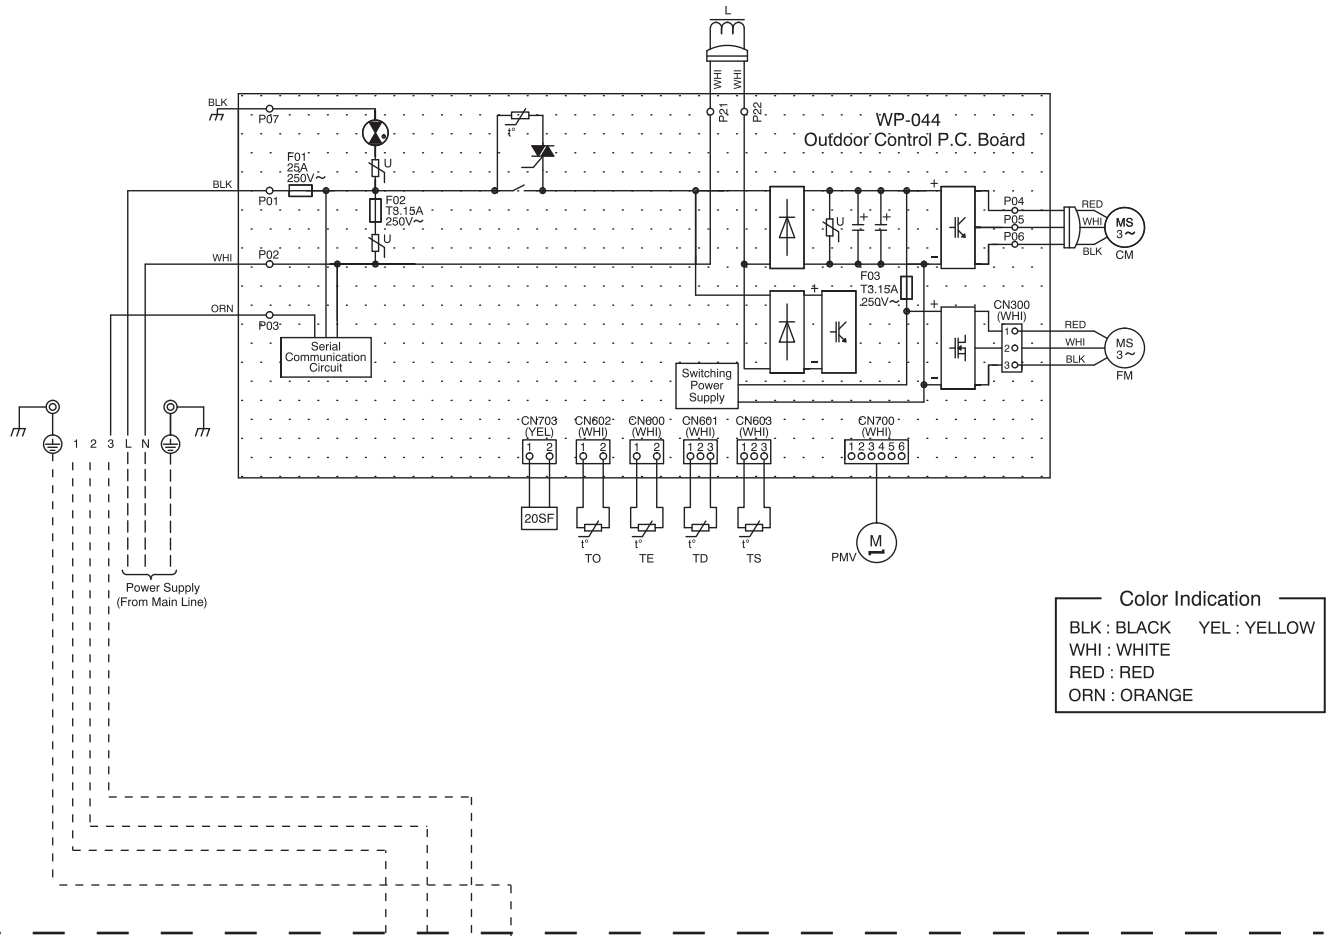 L
WHI
WHI
BLK
P07
P21
P22
WP-044
Outdoor Control P.C. Board
t°
U
F01
25A
250V～
BLK
P01
F02
T3.15A
250V～
U
U
+
P04
RED
P05
WHI
P06
BLK
MS
3～
CM
WHI
P02
−
F03
T3.15A
250V～
ORN
P03
+
−
+
−
CN300
(WHI)
1
2
3
RED
WHI
BLK
MS
3～
FM
Serial
Communication
Circuit
Switching
Power
Supply
+
+
1 2 3 L N
CN703
(YEL)
1 2
CN602
(WHI)
1 2
CN600
(WHI)
1 2
CN601
(WHI)
1 2 3
CN603
(WHI)
1 2 3
CN700
(WHI)
1 2 3 4 5 6
20SF
t°
TO
t°
TE
t°
TD
t°
TS
PMV
M
Power Supply
(From Main Line)
Color Indication
BLK : BLACK YEL : YELLOW
WHI : WHITE
RED : RED
ORN : ORANGE